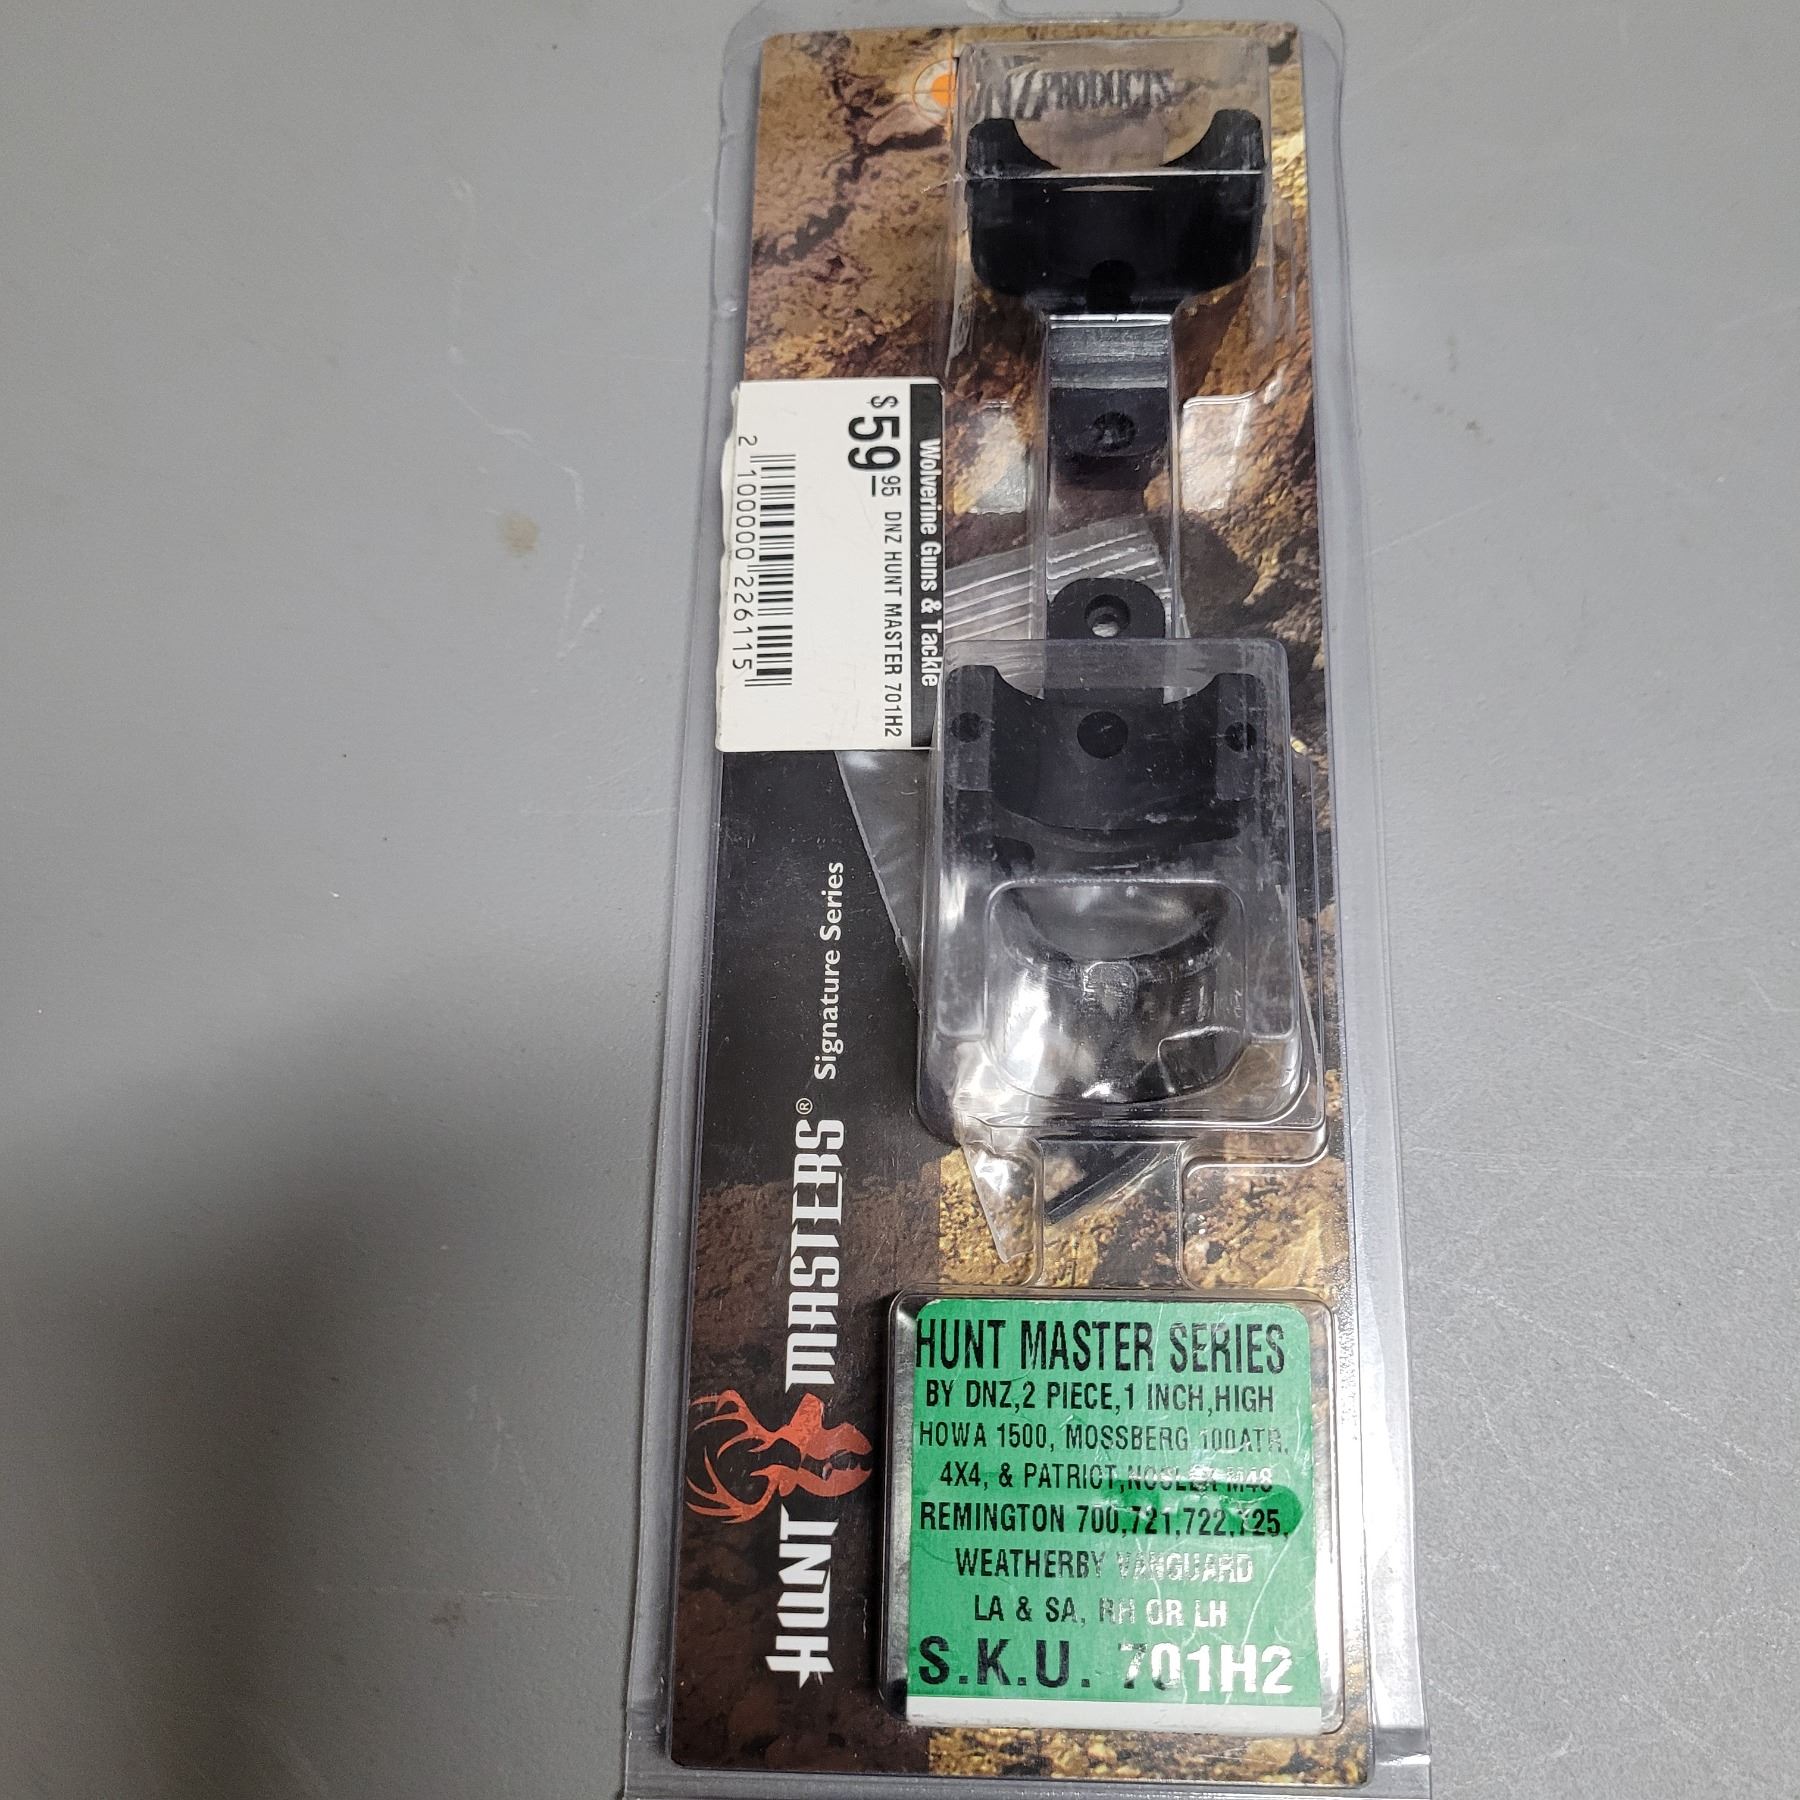 DNZ PRODUCTS
Wolverine Guns & Tackle
$59.95 DNZ HUNT MASTER 701H2
2 100000 226115
HUNT MASTERS® Signature Series
HUNT MASTER SERIES
BY DNZ,2 PIECE,1 INCH,HIGH
HOWA 1500, MOSSBERG 100ATR,
4X4, & PATRIOT,NOSLER M48
REMINGTON 700,721,722,725,
WEATHERBY VANGUARD
LA & SA, RH OR LH
S.K.U. 701H2